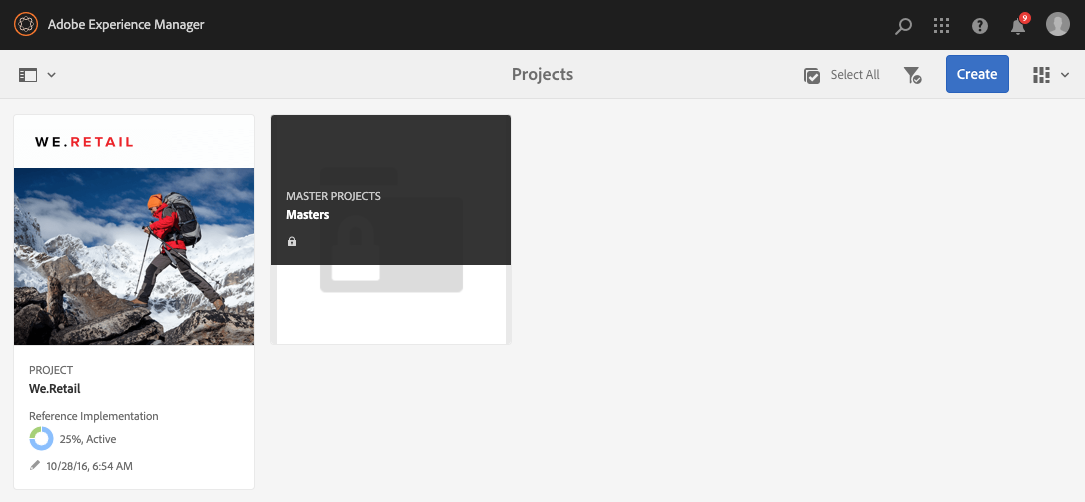 Adobe Experience Manager
9
Projects
Select All
Create
WE.RETAIL
PROJECT
We.Retail
Reference Implementation
25%, Active
10/28/16, 6:54 AM
MASTER PROJECTS
Masters